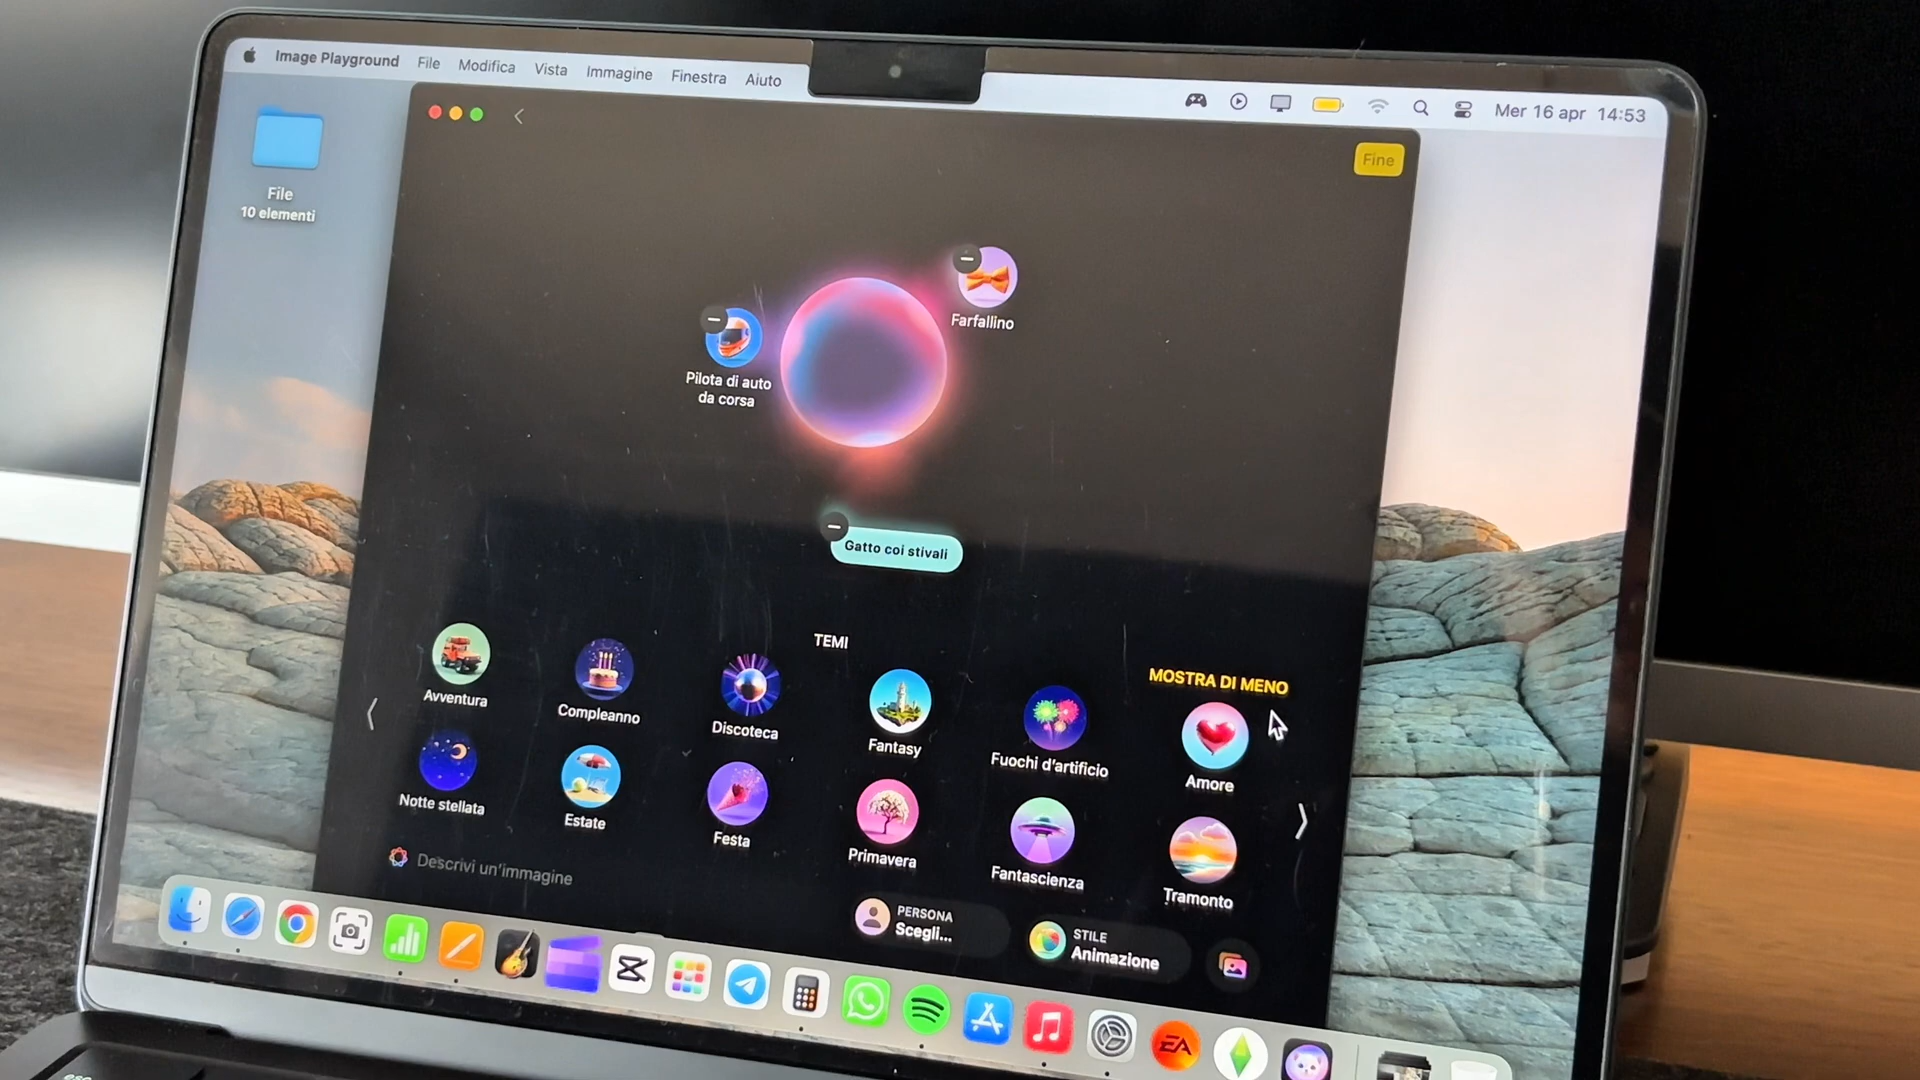 Image Playground File Modifica Vista Immagine Finestra Aiuto
Mer 16 apr 14:53
File
10 elementi
Fine
Farfallino
Pilota di auto
da corsa
Gatto coi stivali
TEMI
MOSTRA DI MENO
Avventura
Compleanno
Discoteca
Fantasy
Fuochi d'artificio
Amore
Notte stellata
Estate
Festa
Primavera
Fantascienza
Tramonto
Descrivi un'immagine
PERSONA
Scegli...
STILE
Animazione
EA
esc